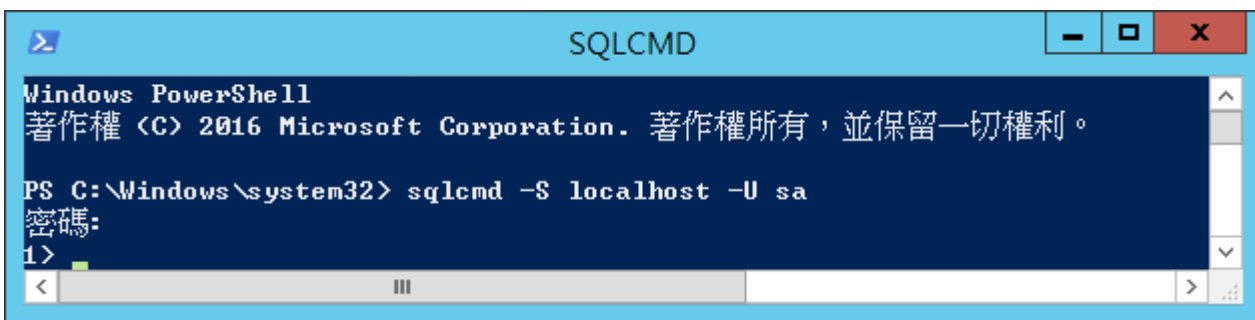 SQLCMD
Windows PowerShell
著作權 (C) 2016 Microsoft Corporation. 著作權所有，並保留一切權利。
PS C:\Windows\system32> sqlcmd -S localhost -U sa
密碼:
1>